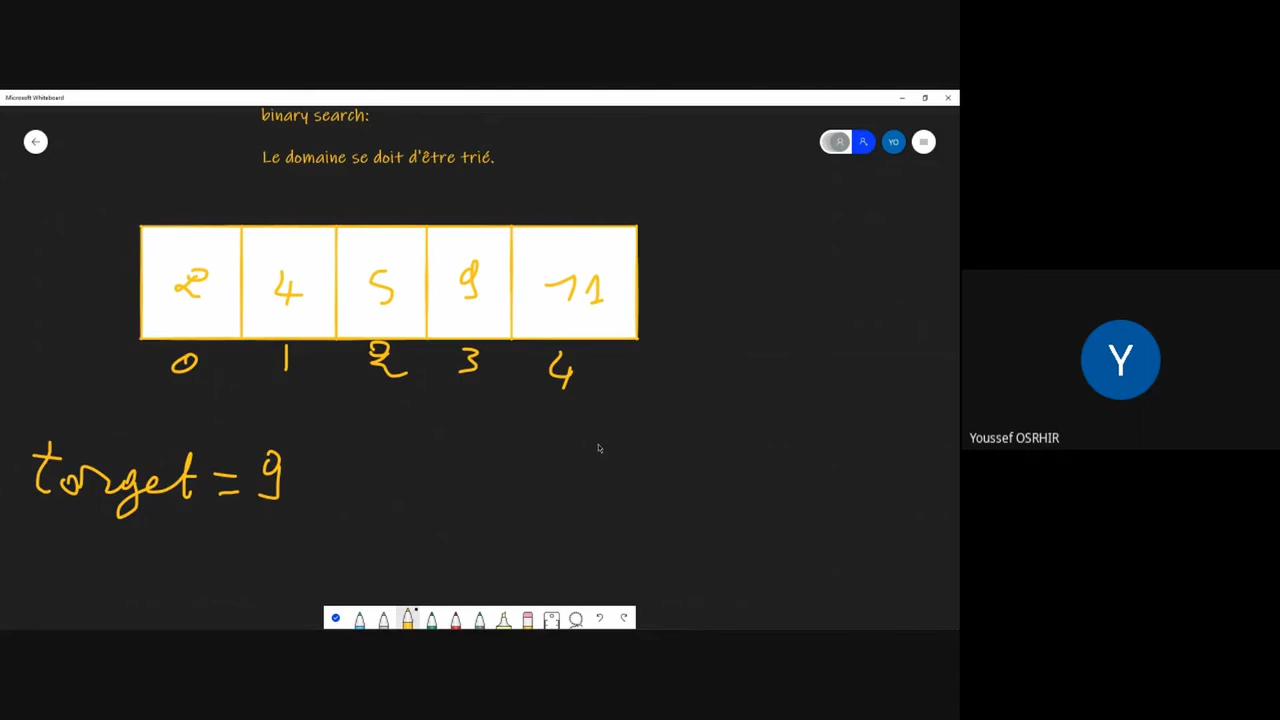 Microsoft Whiteboard
binary search:
Le domaine se doit d'être trié.
YO
2 4 5 9 11
0 1 2 3 4
target = 9
Y
Youssef OSRHIR